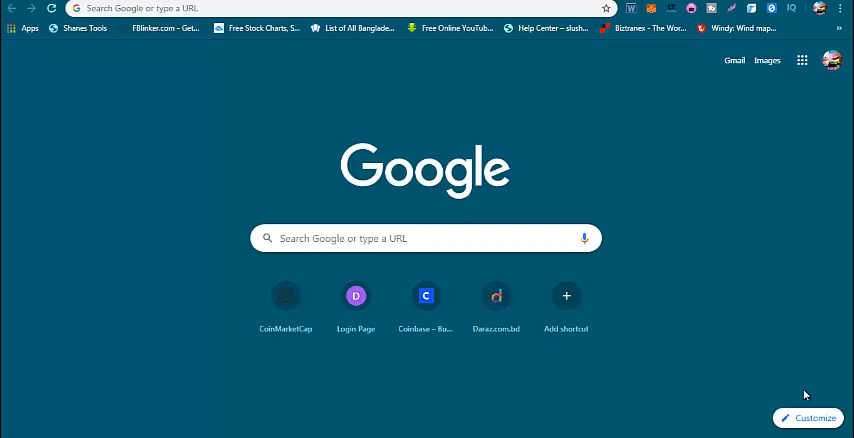 Search Google or type a URL
Apps Shanes Tools FBlinker.com - Get... Free Stock Charts, S... List of All Banglade... Free Online YouTub... Help Center – slush... Biztranex - The Wor... Windy: Wind map... »
Gmail Images
Google
Search Google or type a URL
CoinMarketCap Login Page Coinbase – Bu... Daraz.com.bd Add shortcut
Customize